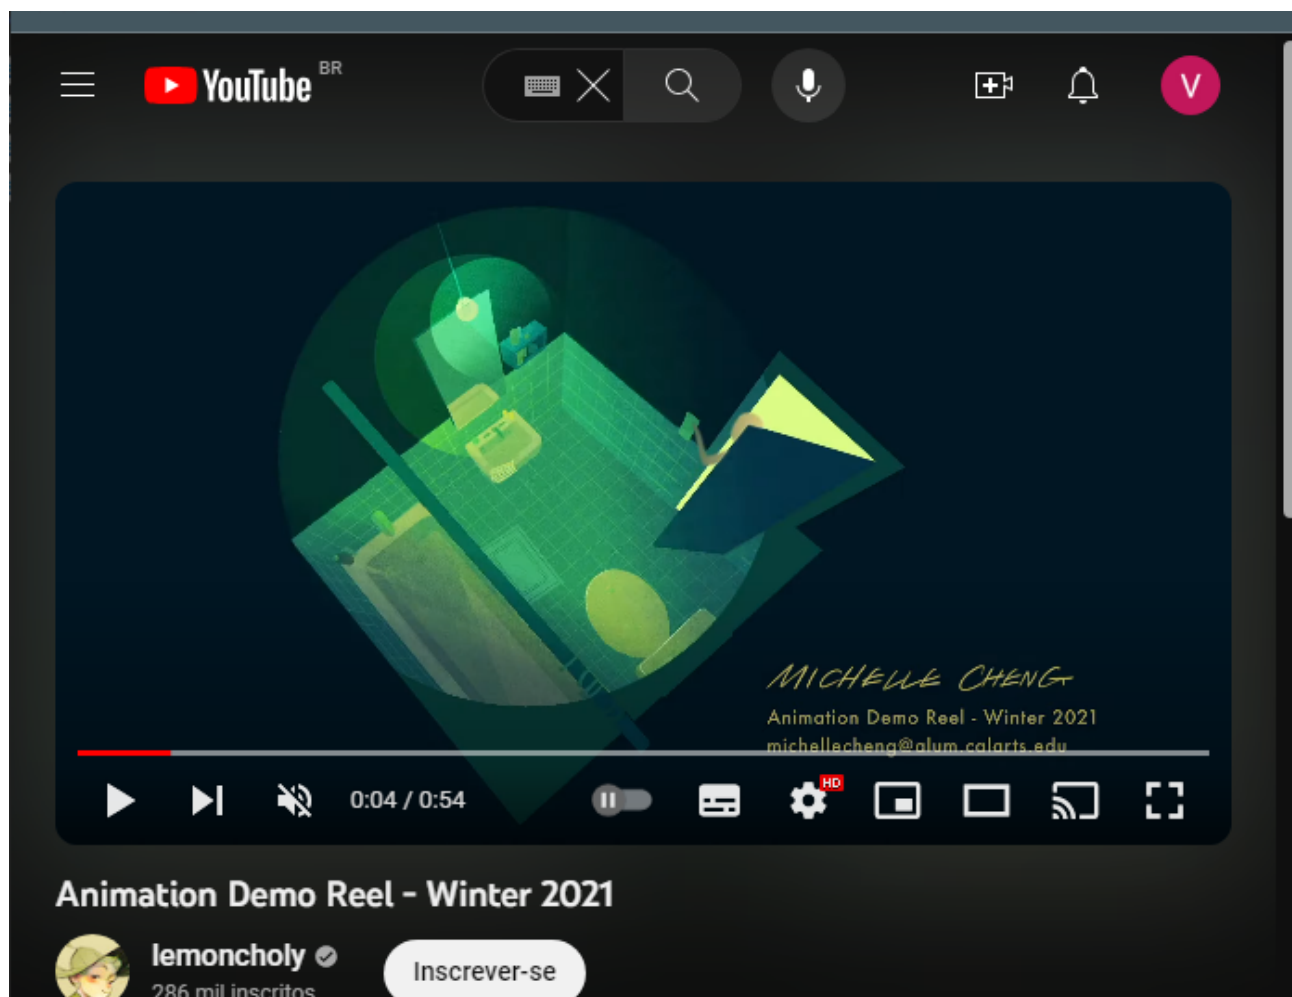 YouTube BR
V
MICHELLE CHENG
Animation Demo Reel - Winter 2021
michellecheng@alum.calarts.edu
0:04 / 0:54
HD
Animation Demo Reel - Winter 2021
lemoncholy
286 mil inscritos
Inscrever-se